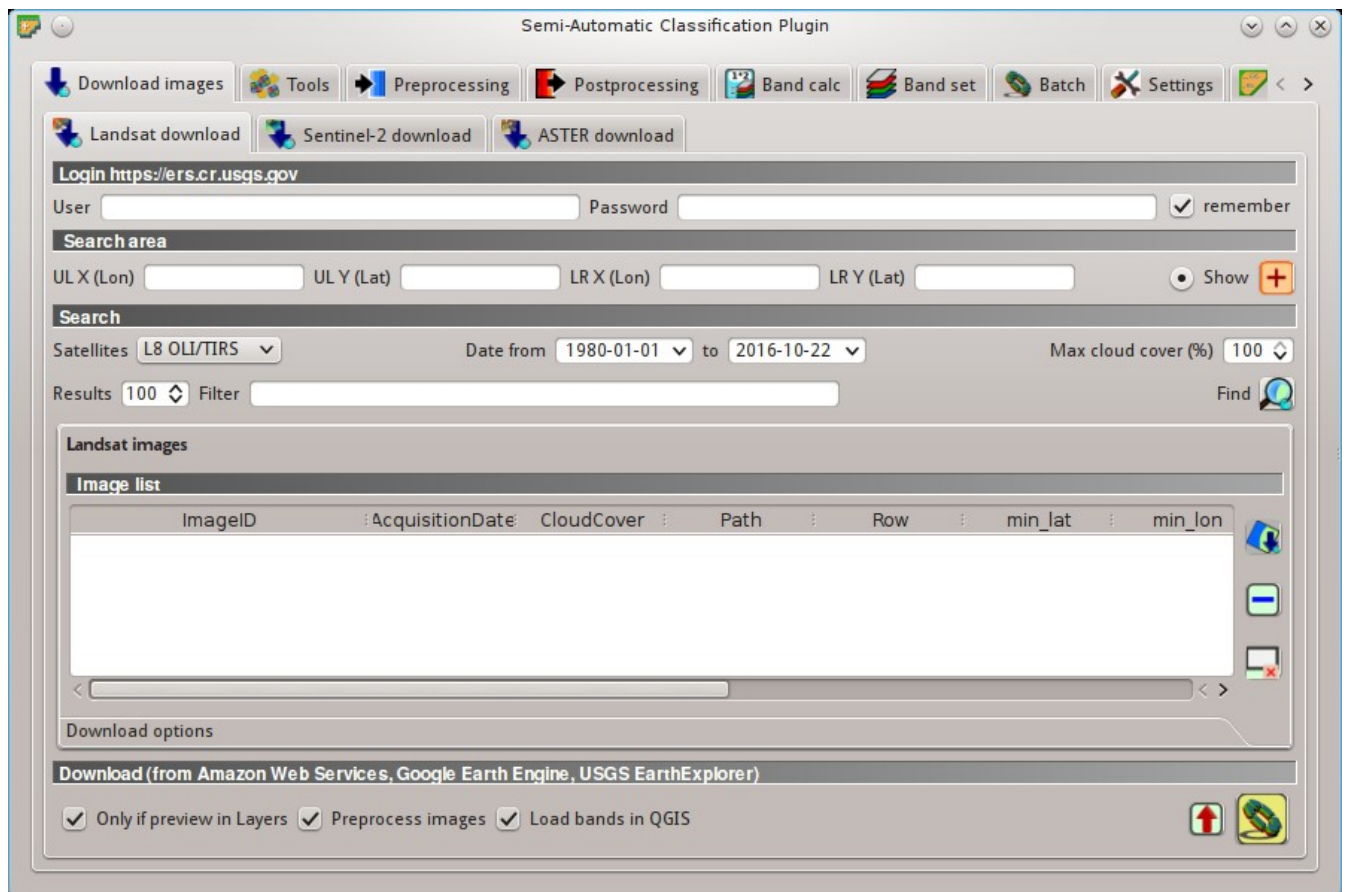 Semi-Automatic Classification Plugin
Download images Tools Preprocessing Postprocessing Band calc Band set Batch Settings
Landsat download Sentinel-2 download ASTER download
Login https://ers.cr.usgs.gov
User Password remember
Search area
UL X (Lon) UL Y (Lat) LR X (Lon) LR Y (Lat) Show
Search
Satellites L8 OLI/TIRS Date from 1980-01-01 to 2016-10-22 Max cloud cover (%) 100
Results 100 Filter Find
Landsat images
Image list
ImageID AcquisitionDate CloudCover Path Row min_lat min_lon
Download options
Download (from Amazon Web Services, Google Earth Engine, USGS EarthExplorer)
Only if preview in Layers Preprocess images Load bands in QGIS